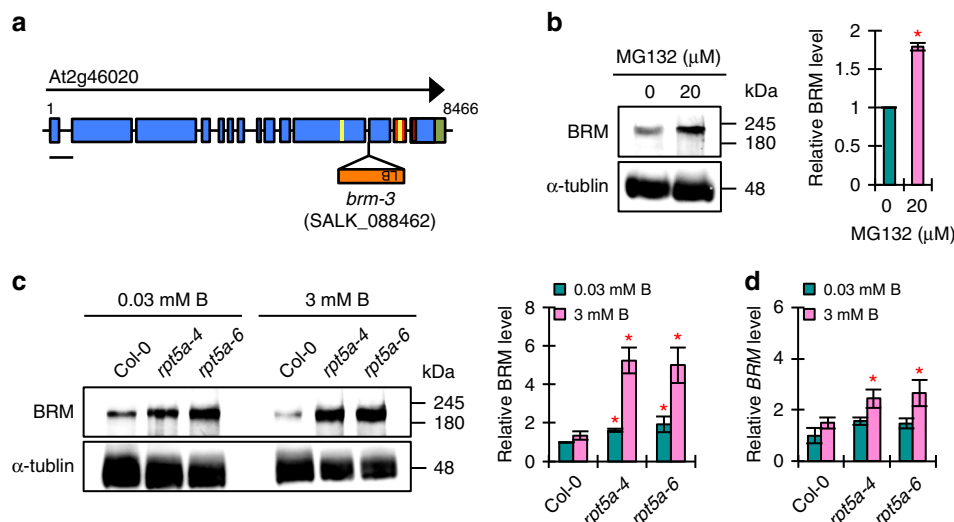 a
At2g46020
1
8466
LB
brm-3
(SALK_088462)
b
MG132 (μM)
0 20 kDa
BRM
245
180
α-tublin
48
Relative BRM level
2
1.5
1
0.5
0
0 20
MG132 (μM)
c
0.03 mM B 3 mM B
Col-0 rpt5a-4 rpt5a-6 Col-0 rpt5a-4 rpt5a-6
kDa
BRM
245
180
α-tublin
48
0.03 mM B
3 mM B
Relative BRM level
8
6
4
2
0
* * * *
Col-0 rpt5a-4 rpt5a-6
d
0.03 mM B
3 mM B
Relative BRM level
6
4
2
0
* *
Col-0 rpt5a-4 rpt5a-6